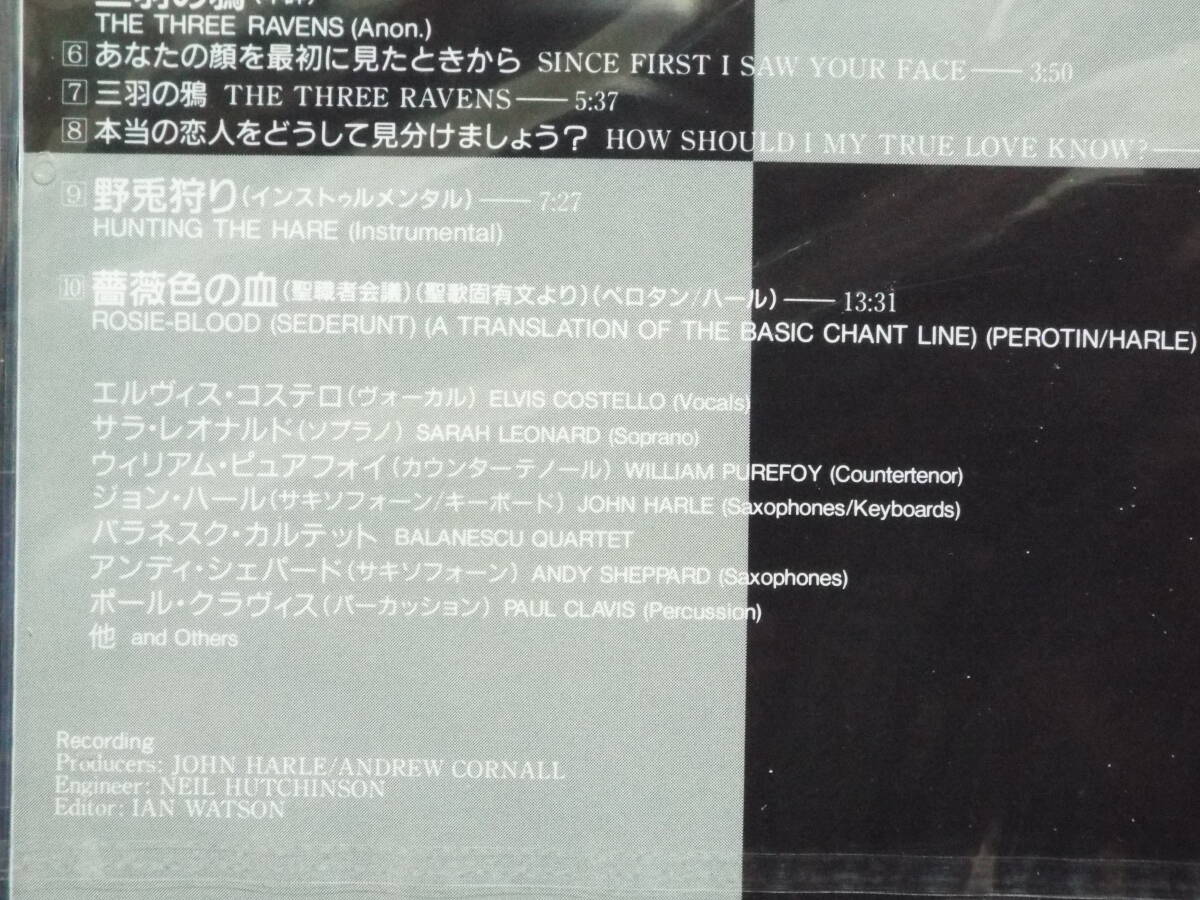 THE THREE RAVENS (Anon.)
6 あなたの顔を最初に見たときから SINCE FIRST I SAW YOUR FACE—— 3:50
7 三羽の鴉 THE THREE RAVENS—— 5:37
8 本当の恋人をどうして見分けましょう? HOW SHOULD I MY TRUE LOVE KNOW?——
9 野兎狩り(インストゥルメンタル) —— 7:27
HUNTING THE HARE (Instrumental)
10 薔薇色の血(聖職者会議)(聖歌固有文より)(ペロタン/ハール) —— 13:31
ROSIE-BLOOD (SEDERUNT) (A TRANSLATION OF THE BASIC CHANT LINE) (PEROTIN/HARLE)
エルヴィス・コステロ(ヴォーカル) ELVIS COSTELLO (Vocals)
サラ・レオナルド(ソプラノ) SARAH LEONARD (Soprano)
ウィリアム・ピュアフォイ(カウンターテノール) WILLIAM PUREFOY (Countertenor)
ジョン・ハール(サキソフォーン/キーボード) JOHN HARLE (Saxophones/Keyboards)
バラネスク・カルテット BALANESCU QUARTET
アンディ・シェパード(サキソフォーン) ANDY SHEPPARD (Saxophones)
ポール・クラヴィス(パーカッション) PAUL CLAVIS (Percussion)
他 and Others
Recording
Producers: JOHN HARLE/ANDREW CORNALL
Engineer: NEIL HUTCHINSON
Editor: IAN WATSON